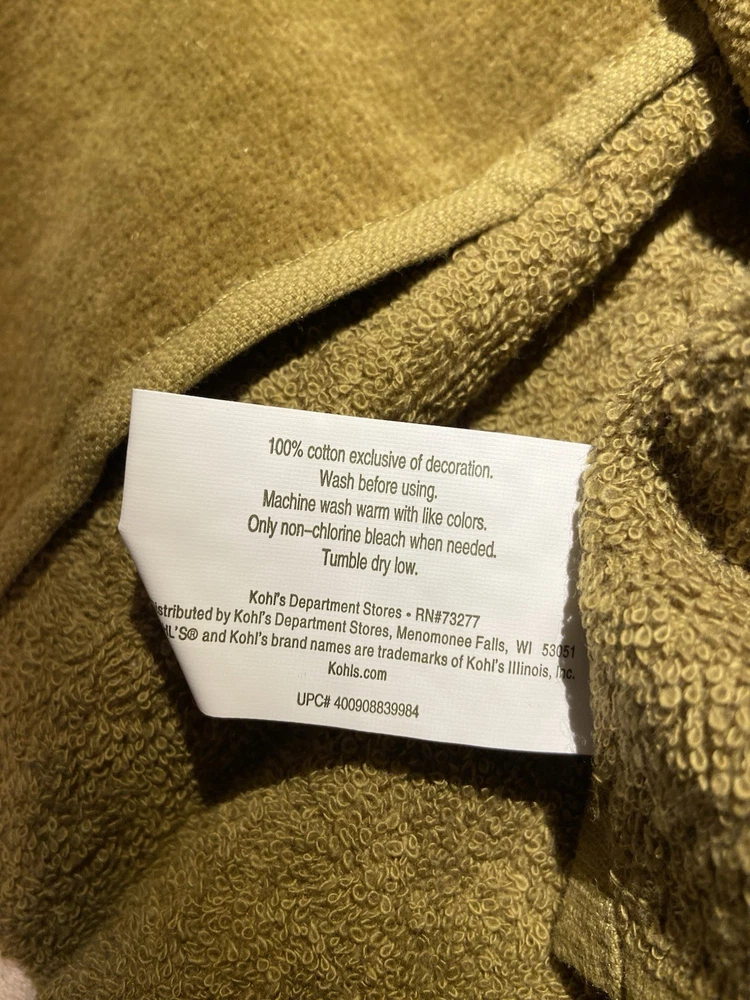 100% cotton exclusive of decoration.
Wash before using.
Machine wash warm with like colors.
Only non–chlorine bleach when needed.
Tumble dry low.
Kohl's Department Stores • RN#73277
istributed by Kohl's Department Stores, Menomonee Falls, WI 53051
HL'S® and Kohl's brand names are trademarks of Kohl's Illinois, Inc.
Kohls.com
UPC# 400908839984